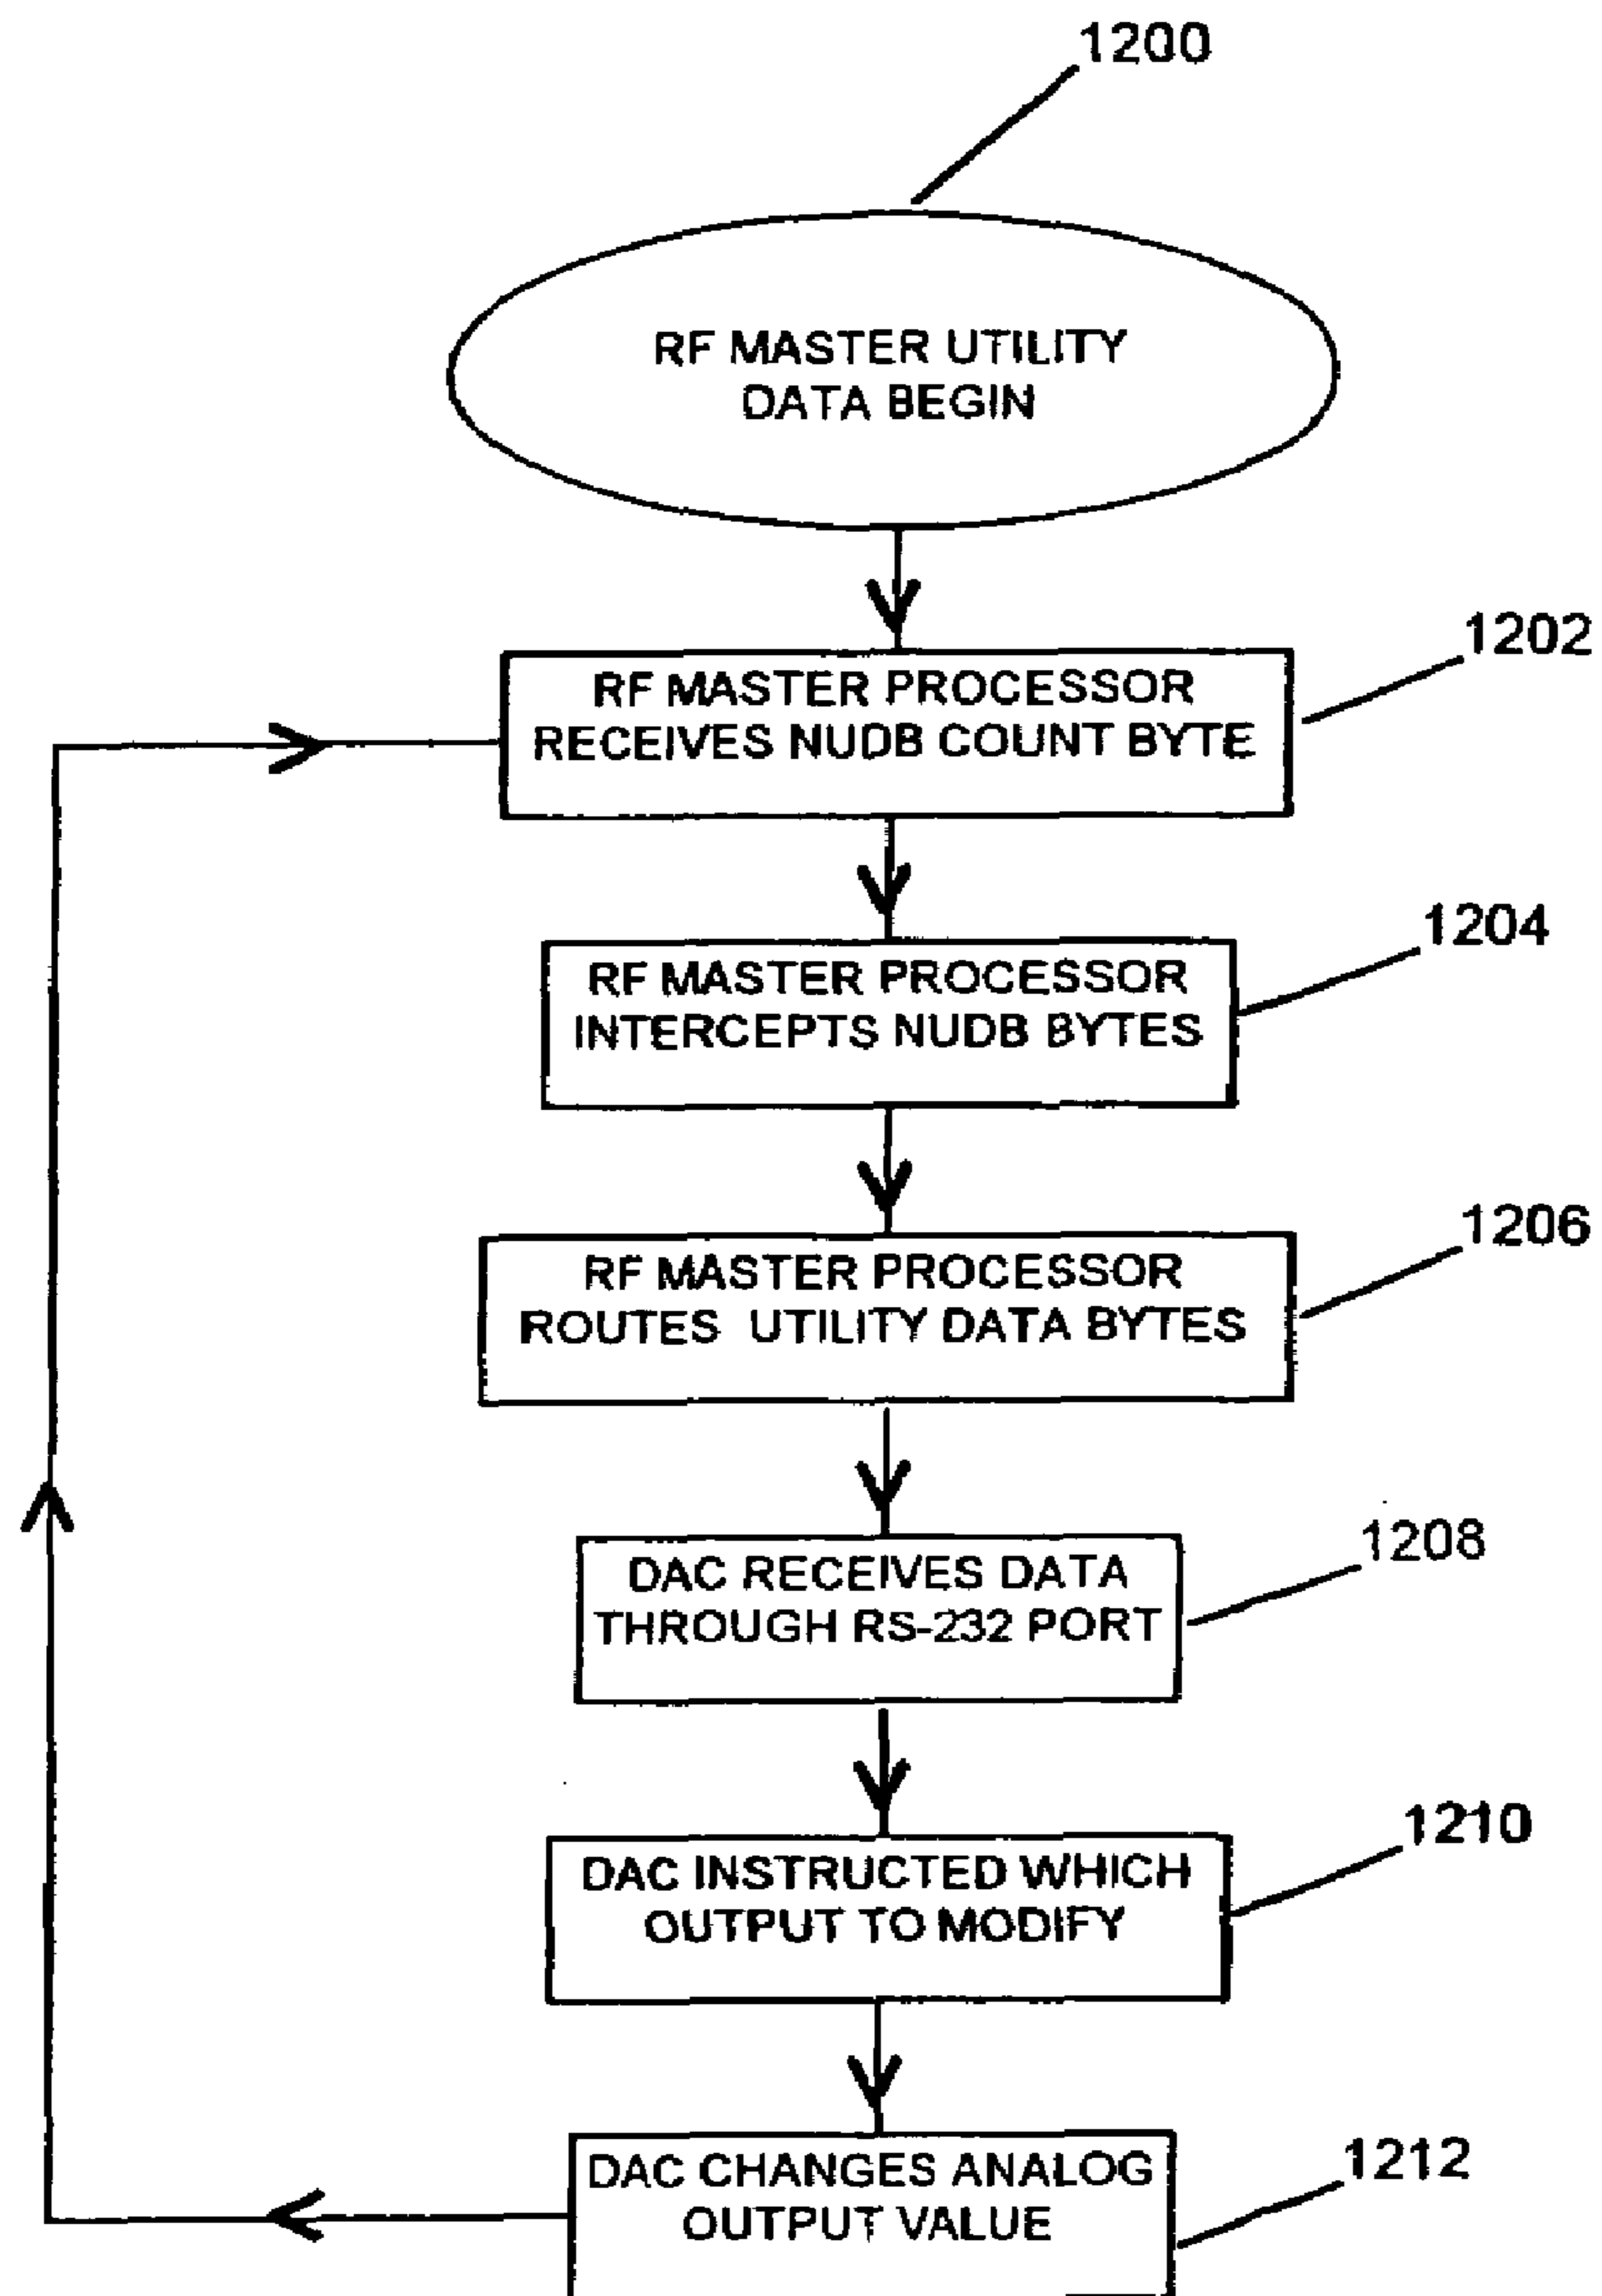 1200
RF MASTER UTILITY
DATA BEGIN
1202
RF MASTER PROCESSOR
RECEIVES NUDB COUNT BYTE
1204
RF MASTER PROCESSOR
INTERCEPTS NUDB BYTES
1206
RF MASTER PROCESSOR
ROUTES UTILITY DATA BYTES
1208
DAC RECEIVES DATA
THROUGH RS-232 PORT
1210
DAC INSTRUCTED WHICH
OUTPUT TO MODIFY
1212
DAC CHANGES ANALOG
OUTPUT VALUE